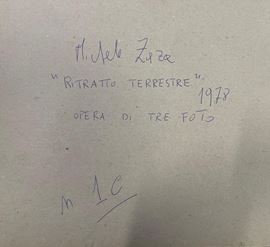 Michele Zaza
"RITRATTO TERRESTRE", 1978
OPERA DI TRE FOTO
n 1C